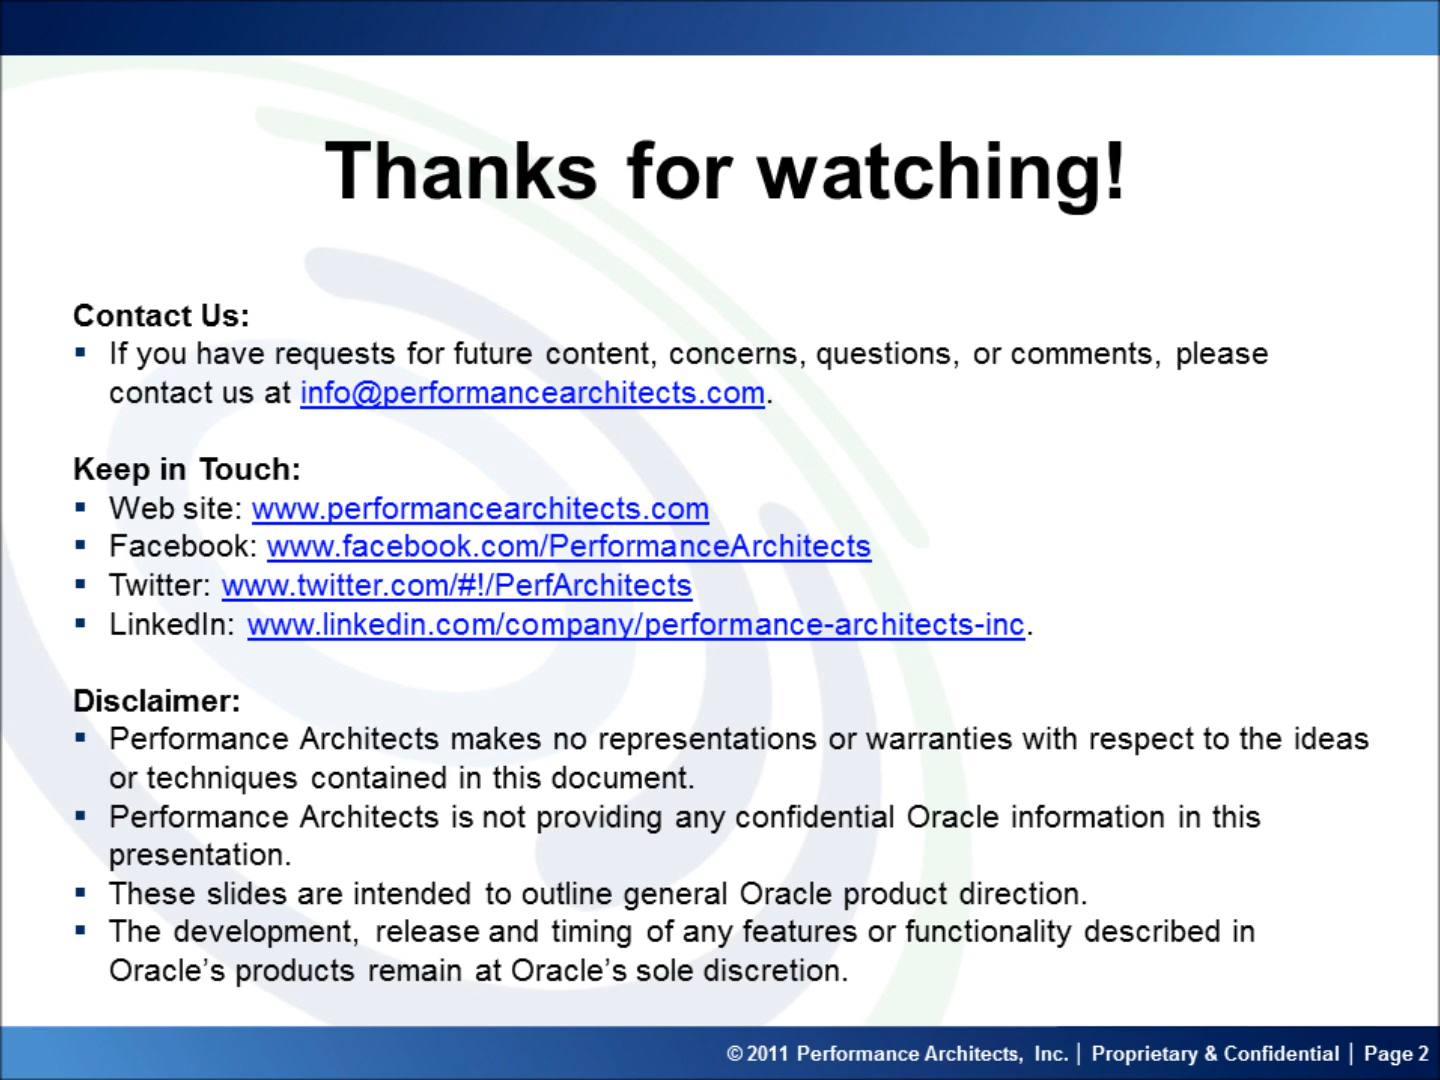 Thanks for watching!
Contact Us:
▪ If you have requests for future content, concerns, questions, or comments, please
contact us at info@performancearchitects.com.
Keep in Touch:
▪ Web site: www.performancearchitects.com
▪ Facebook: www.facebook.com/PerformanceArchitects
▪ Twitter: www.twitter.com/#!/PerfArchitects
▪ LinkedIn: www.linkedin.com/company/performance-architects-inc.
Disclaimer:
▪ Performance Architects makes no representations or warranties with respect to the ideas
or techniques contained in this document.
▪ Performance Architects is not providing any confidential Oracle information in this
presentation.
▪ These slides are intended to outline general Oracle product direction.
▪ The development, release and timing of any features or functionality described in
Oracle’s products remain at Oracle’s sole discretion.
© 2011 Performance Architects, Inc. | Proprietary & Confidential | Page 2